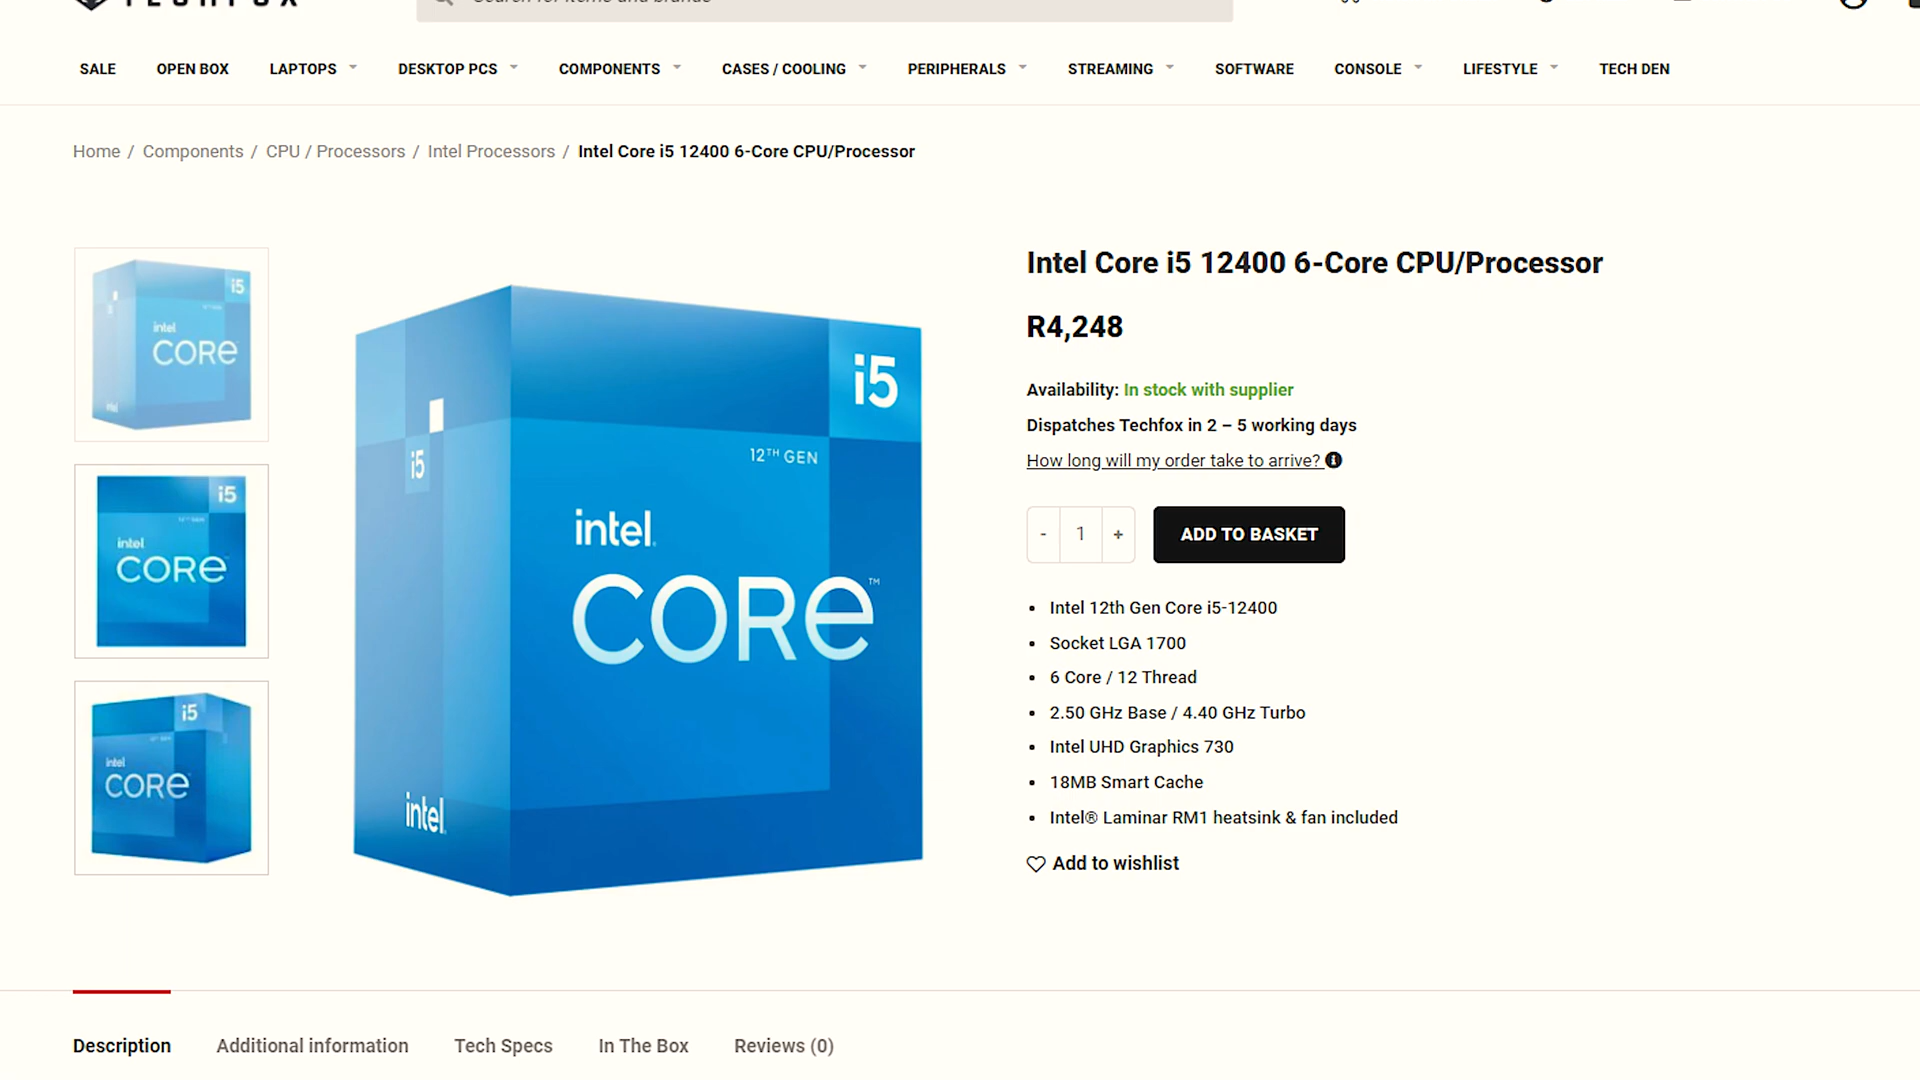 SALE OPEN BOX LAPTOPS DESKTOP PCS COMPONENTS CASES / COOLING PERIPHERALS STREAMING SOFTWARE CONSOLE LIFESTYLE TECH DEN
Home / Components / CPU / Processors / Intel Processors / Intel Core i5 12400 6-Core CPU/Processor
i5
intel
CORE
intel
i5
intel
CORE
i5
intel
CORE
i5
12TH GEN
i5
intel.
CORE™
intel.
Intel Core i5 12400 6-Core CPU/Processor
R4,248
Availability: In stock with supplier
Dispatches Techfox in 2 – 5 working days
How long will my order take to arrive?
- 1 + ADD TO BASKET
• Intel 12th Gen Core i5-12400
• Socket LGA 1700
• 6 Core / 12 Thread
• 2.50 GHz Base / 4.40 GHz Turbo
• Intel UHD Graphics 730
• 18MB Smart Cache
• Intel® Laminar RM1 heatsink & fan included
Add to wishlist
Description Additional information Tech Specs In The Box Reviews (0)